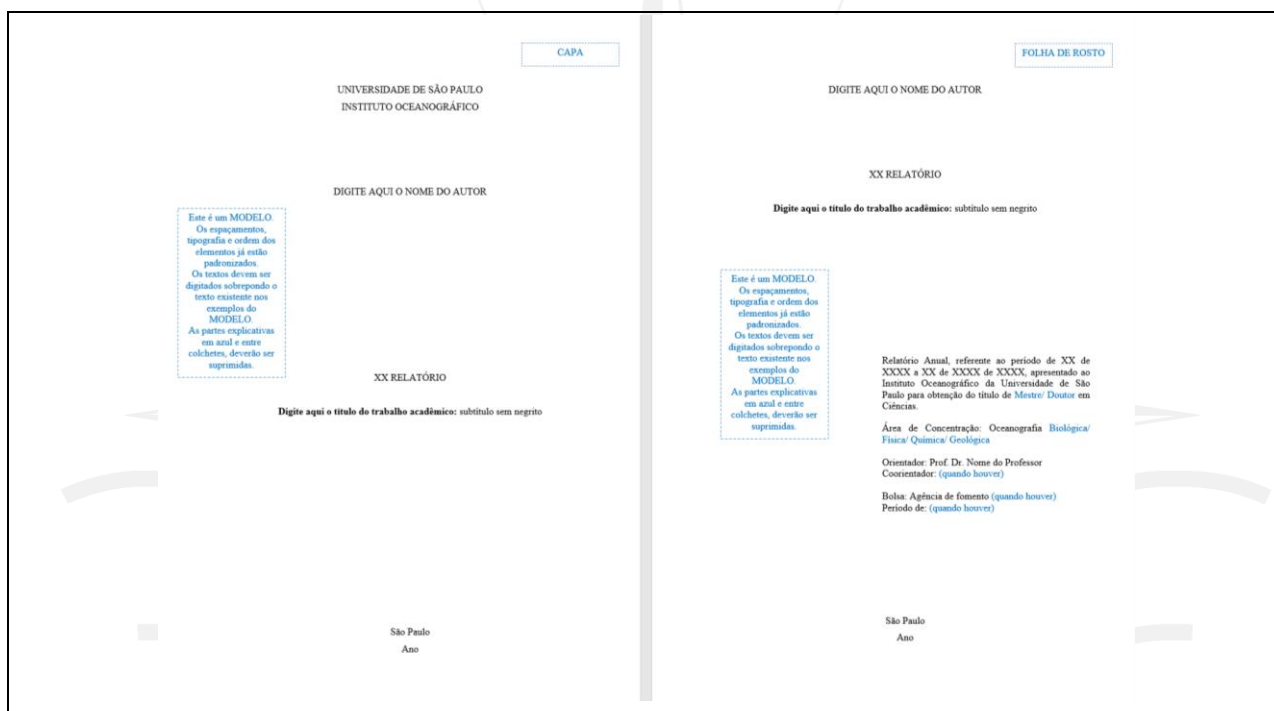 CAPA
UNIVERSIDADE DE SÃO PAULO
INSTITUTO OCEANOGRÁFICO
DIGITE AQUI O NOME DO AUTOR
Este é um MODELO.
Os espaçamentos,
tipografia e ordem dos
elementos já estão
padronizados.
Os textos devem ser
digitados sobrepondo o
texto existente nos
exemplos do
MODELO.
As partes explicativas
em azul e entre
colchetes, deverão ser
suprimidas.
XX RELATÓRIO
Digite aqui o título do trabalho acadêmico: subtítulo sem negrito
São Paulo
Ano
FOLHA DE ROSTO
DIGITE AQUI O NOME DO AUTOR
XX RELATÓRIO
Digite aqui o título do trabalho acadêmico: subtítulo sem negrito
Este é um MODELO.
Os espaçamentos,
tipografia e ordem dos
elementos já estão
padronizados.
Os textos devem ser
digitados sobrepondo o
texto existente nos
exemplos do
MODELO.
As partes explicativas
em azul e entre
colchetes, deverão ser
suprimidas.
Relatório Anual, referente ao período de XX de
XXXX a XX de XXXX de XXXX, apresentado ao
Instituto Oceanográfico da Universidade de São
Paulo para obtenção do título de Mestre/ Doutor em
Ciências.
Área de Concentração: Oceanografia Biológica/
Física/ Química/ Geológica
Orientador: Prof. Dr. Nome do Professor
Coorientador: (quando houver)
Bolsa: Agência de fomento (quando houver)
Período de: (quando houver)
São Paulo
Ano